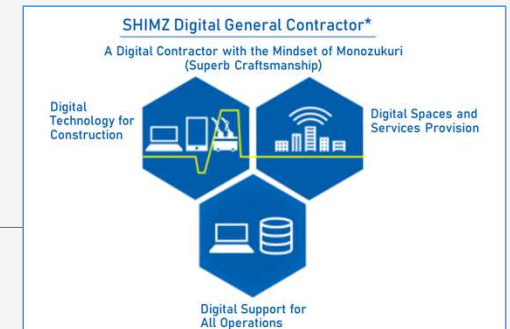 SHIMZ Digital General Contractor*
A Digital Contractor with the Mindset of Monozukuri
(Superb Craftsmanship)
Digital
Technology for
Construction
Digital Spaces and
Services Provision
Digital Support for
All Operations